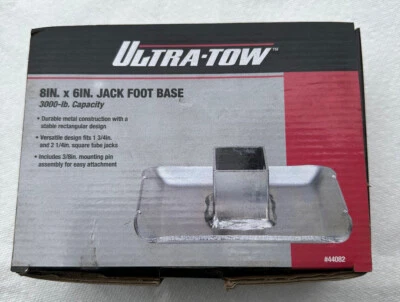 ULTRA-TOW™
8IN. x 6IN. JACK FOOT BASE
3000-lb. Capacity
• Durable metal construction with a
stable rectangular design
• Versatile design fits 1 3/4in.
and 2 1/4in. square tube jacks
• Includes 3/8in. mounting pin
assembly for easy attachment
#44082